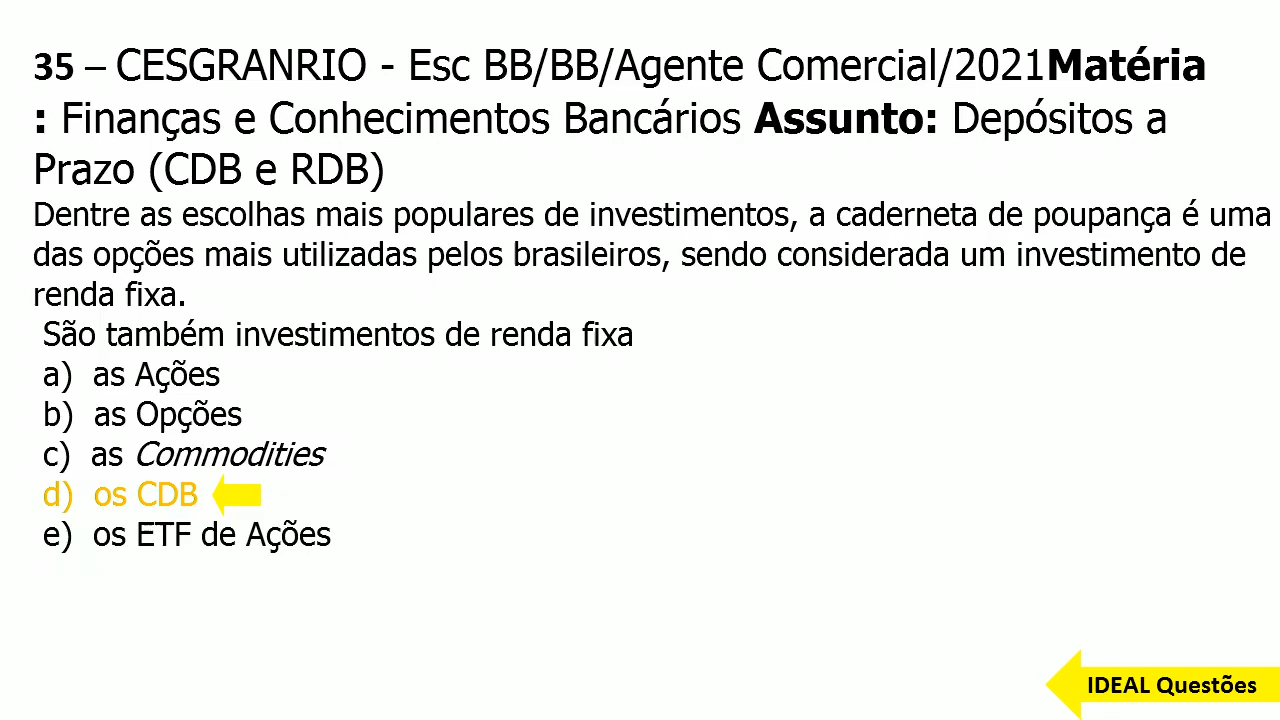 35 – CESGRANRIO - Esc BB/BB/Agente Comercial/2021Matéria
: Finanças e Conhecimentos Bancários Assunto: Depósitos a
Prazo (CDB e RDB)
Dentre as escolhas mais populares de investimentos, a caderneta de poupança é uma
das opções mais utilizadas pelos brasileiros, sendo considerada um investimento de
renda fixa.
São também investimentos de renda fixa
a) as Ações
b) as Opções
c) as Commodities
d) os CDB
e) os ETF de Ações
IDEAL Questões